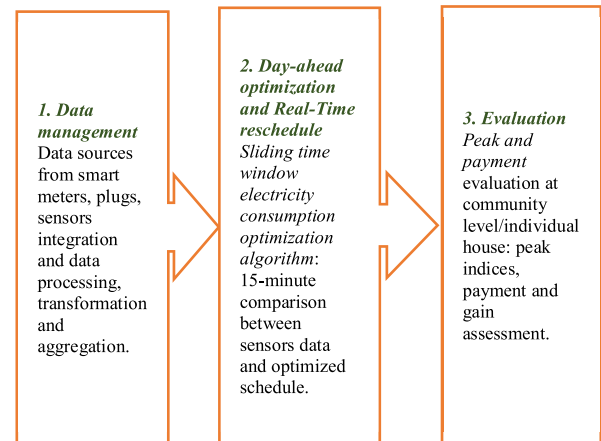 1. Data
management
Data sources
from smart
meters, plugs,
sensors
integration
and data
processing,
transformation
and
aggregation.
2. Day-ahead
optimization
and Real-Time
reschedule
Sliding time
window
electricity
consumption
optimization
algorithm:
15-minute
comparison
between
sensors data
and optimized
schedule.
3. Evaluation
Peak and
payment
evaluation at
community
level/individual
house: peak
indices,
payment and
gain
assessment.